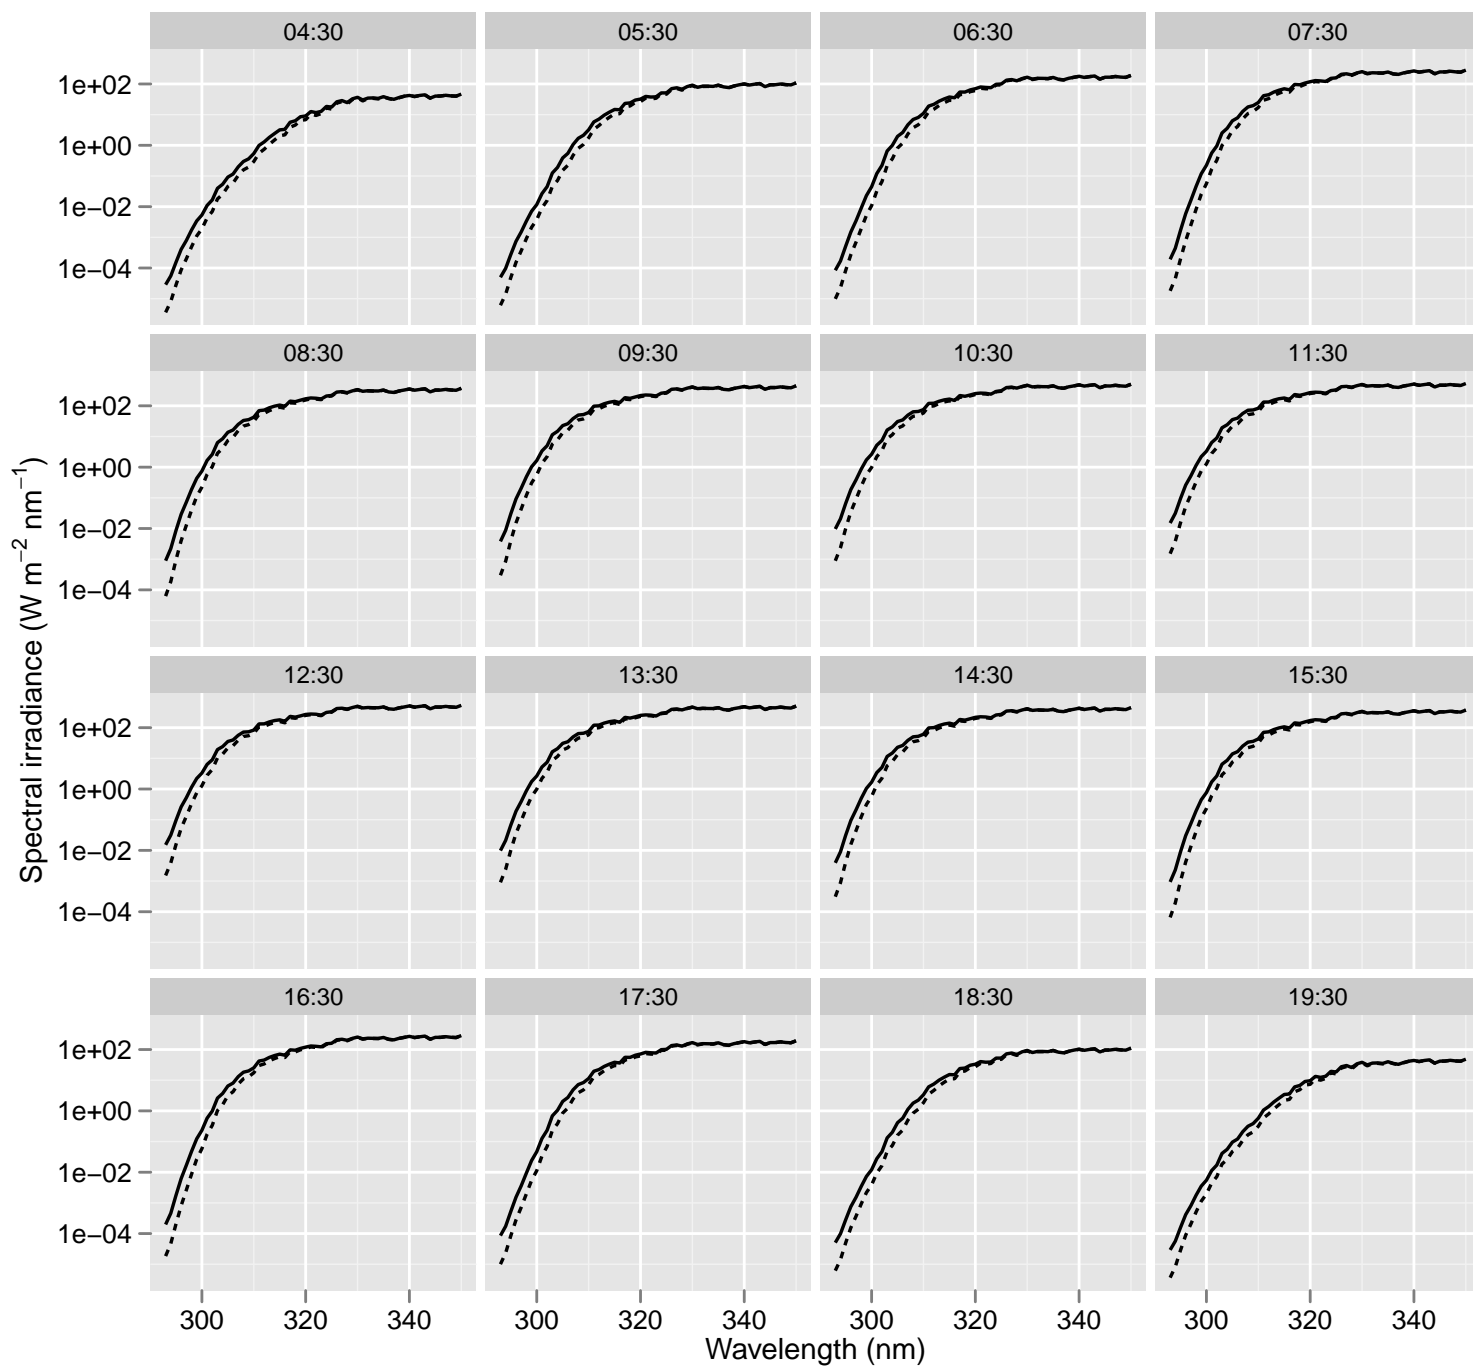 04:30 05:30 06:30 07:30
1e+02
1e+00
1e−02
1e−04
08:30 09:30 10:30 11:30
1e+02
1e+00
1e−02
1e−04
12:30 13:30 14:30 15:30
1e+02
1e+00
1e−02
1e−04
16:30 17:30 18:30 19:30
1e+02
1e+00
1e−02
1e−04
Spectral irradiance (W m⁻² nm⁻¹)
300 320 340 300 320 340 300 320 340 300 320 340
Wavelength (nm)